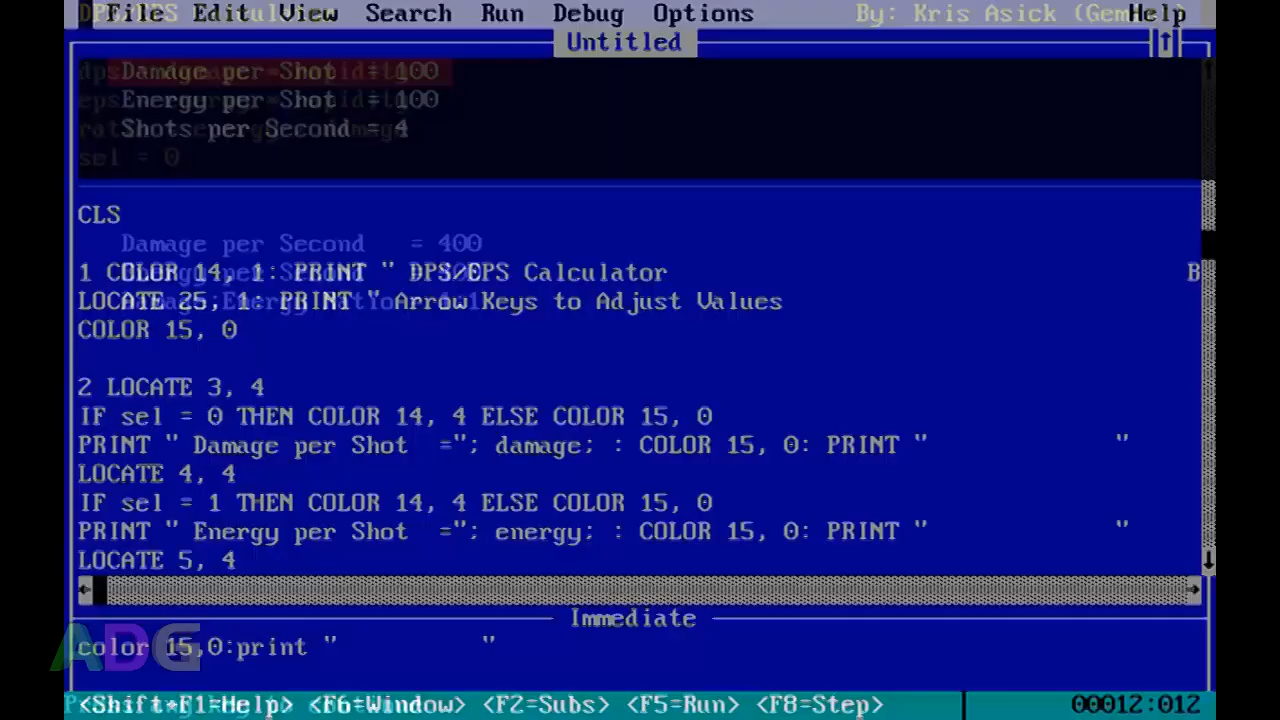 File Edit View Search Run Debug Options By: Kris Asick Help
Untitled
Damage per Shot = 100
Energy per Shot = 100
Shots per Second = 4
sel = 0
CLS
Damage per Second = 400
1 COLOR 14, 1: PRINT " DPS/EPS Calculator B
LOCATE 25, 1: PRINT " Arrow Keys to Adjust Values
COLOR 15, 0
2 LOCATE 3, 4
IF sel = 0 THEN COLOR 14, 4 ELSE COLOR 15, 0
PRINT " Damage per Shot ="; damage; : COLOR 15, 0: PRINT " "
LOCATE 4, 4
IF sel = 1 THEN COLOR 14, 4 ELSE COLOR 15, 0
PRINT " Energy per Shot ="; energy; : COLOR 15, 0: PRINT " "
LOCATE 5, 4
Immediate
color 15,0:print " "
ADG
<Shift+F1=Help> <F6=Window> <F2=Subs> <F5=Run> <F8=Step> 00012:012